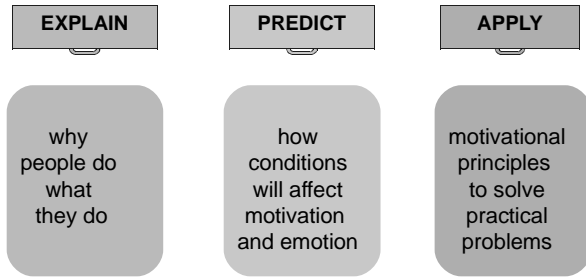 EXPLAIN
PREDICT
APPLY
why
people do
what
they do
how
conditions
will affect
motivation
and emotion
motivational
principles
to solve
practical
problems